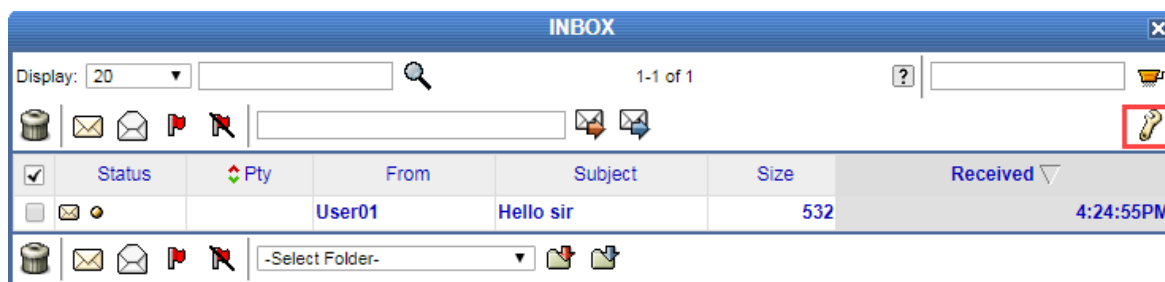 INBOX
Display: 20 1-1 of 1 ?
Status Pty From Subject Size Received
User01 Hello sir 532 4:24:55PM
-Select Folder-